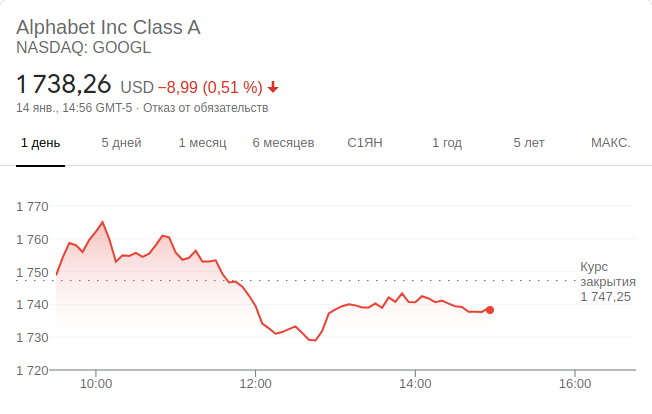 Alphabet Inc Class A
NASDAQ: GOOGL
1 738,26 USD −8,99 (0,51 %)
14 янв., 14:56 GMT-5 · Отказ от обязательств
1 день 5 дней 1 месяц 6 месяцев С1ЯН 1 год 5 лет МАКС.
1 770
1 760
1 750
1 740
1 730
1 720
Курс
закрытия
1 747,25
10:00 12:00 14:00 16:00